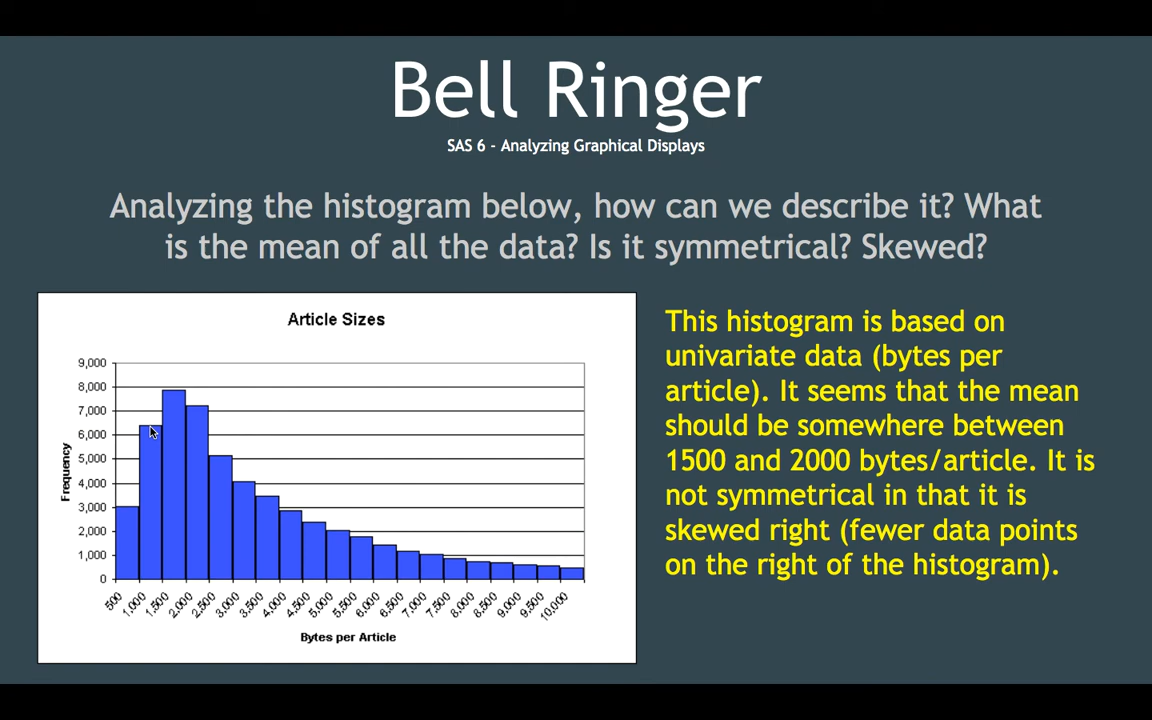 Bell Ringer
SAS 6 - Analyzing Graphical Displays
Analyzing the histogram below, how can we describe it? What
is the mean of all the data? Is it symmetrical? Skewed?
Article Sizes
9,000
8,000
7,000
6,000
5,000
4,000
3,000
2,000
1,000
0
Frequency
500
1,000
1,500
2,000
2,500
3,000
3,500
4,000
4,500
5,000
5,500
6,000
6,500
7,000
7,500
8,000
8,500
9,000
9,500
10,000
Bytes per Article
This histogram is based on
univariate data (bytes per
article). It seems that the mean
should be somewhere between
1500 and 2000 bytes/article. It is
not symmetrical in that it is
skewed right (fewer data points
on the right of the histogram).